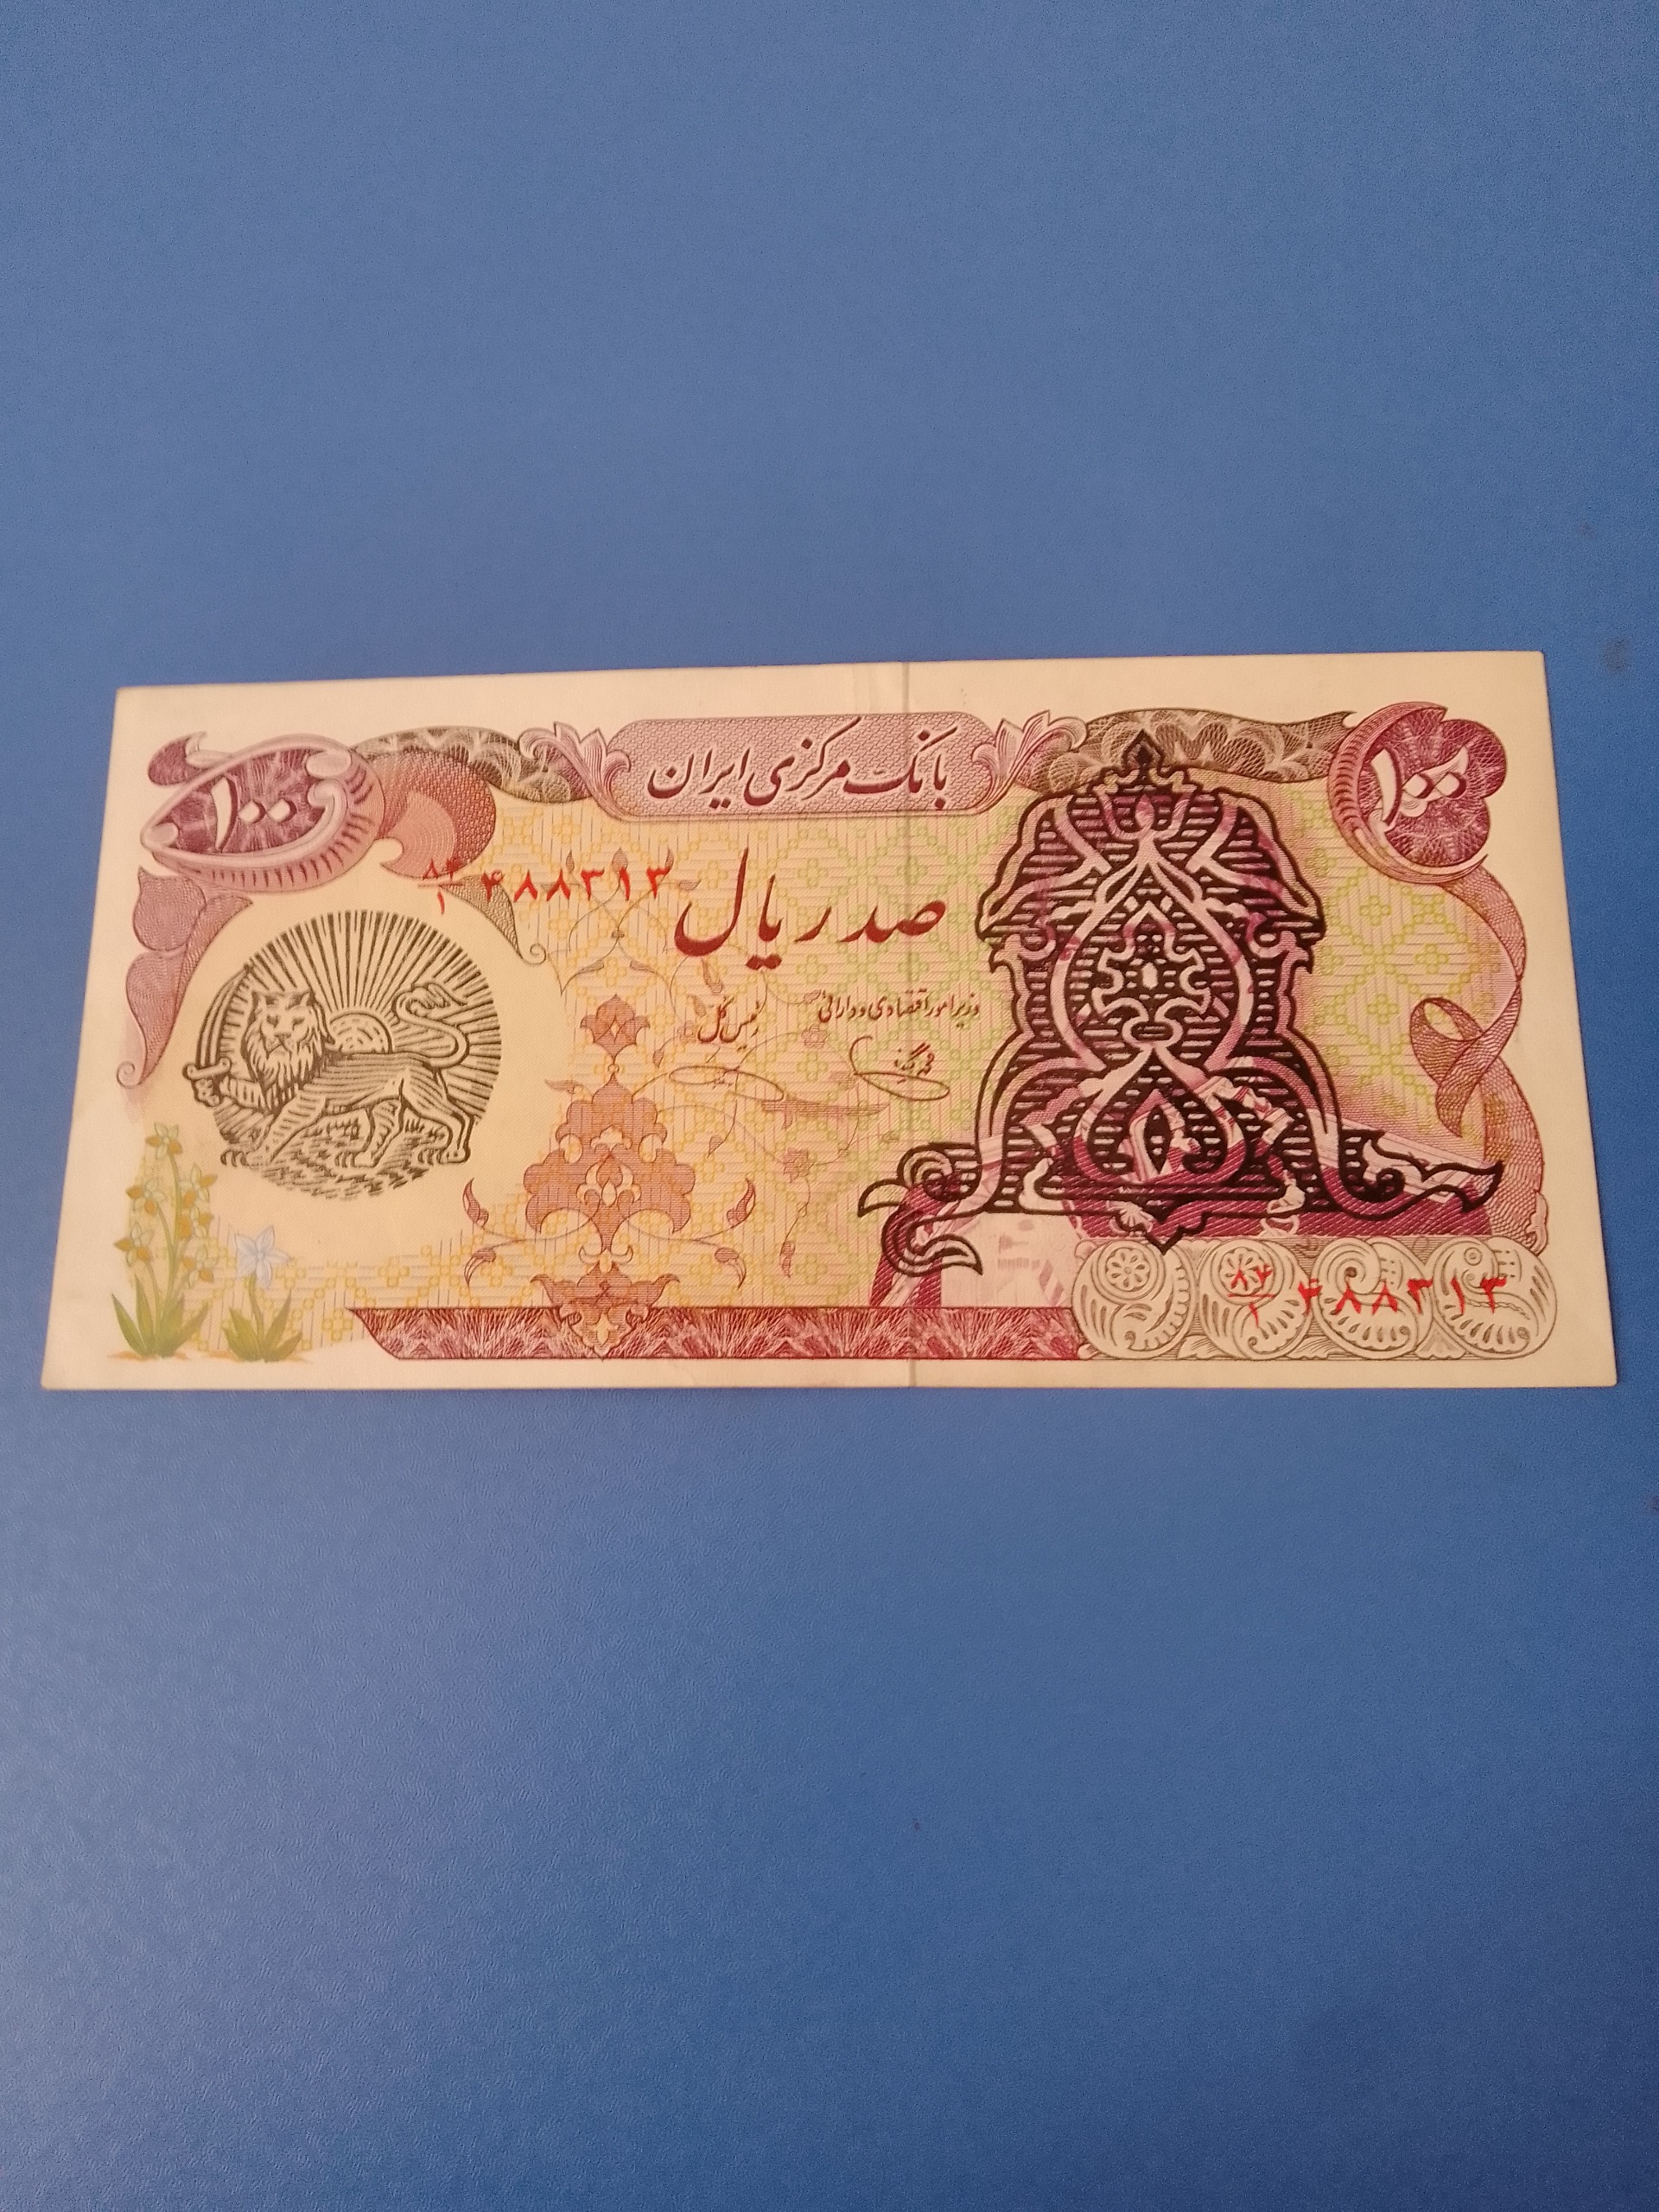 بانک مرکزی ایران
۱۰۰
۱۰۰
۴۸۸۳۱۳
صد ریال
وزیر امور اقتصادی و دارائی
رئیس کل
۴۸۸۳۱۳